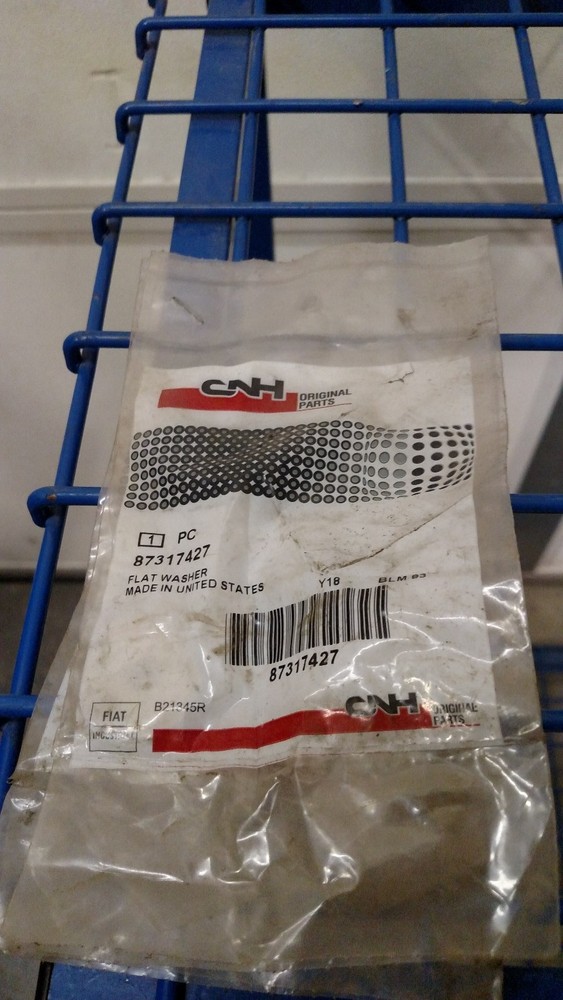 CNH ORIGINAL
PARTS
1 PC
87317427
FLAT WASHER
MADE IN UNITED STATES
Y18
87317427
B21345R
FIAT
INDUSTRIAL
CNH ORIGINAL
PARTS